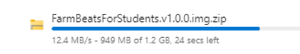 FarmBeatsForStudents.v1.0.0.img.zip
12.4 MB/s - 949 MB of 1.2 GB, 24 secs left